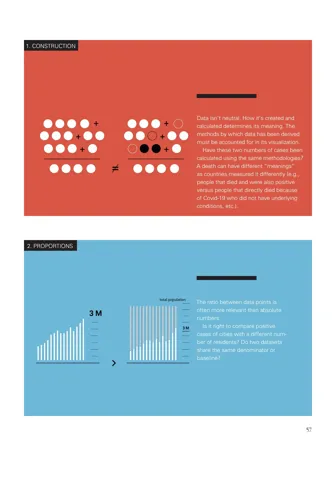 1. CONSTRUCTION
Data isn't neutral. How it's created and
calculated determines its meaning. The
methods by which data has been derived
must be accounted for in its visualization.
Have these two numbers of cases been
calculated using the same methodologies?
A death can have different "meanings"
as countries measured it differently (e.g.,
people that died and were also positive
versus people that directly died because
of Covid-19 who did not have underlying
conditions, etc.).
+
+
+
+
+
+
≠
2. PROPORTIONS
The ratio between data points is
often more relevant than absolute
numbers.
Is it right to compare positive
cases of cities with a different num-
ber of residents? Do two datasets
share the same denominator or
baseline?
3 M
>
total population
3 M